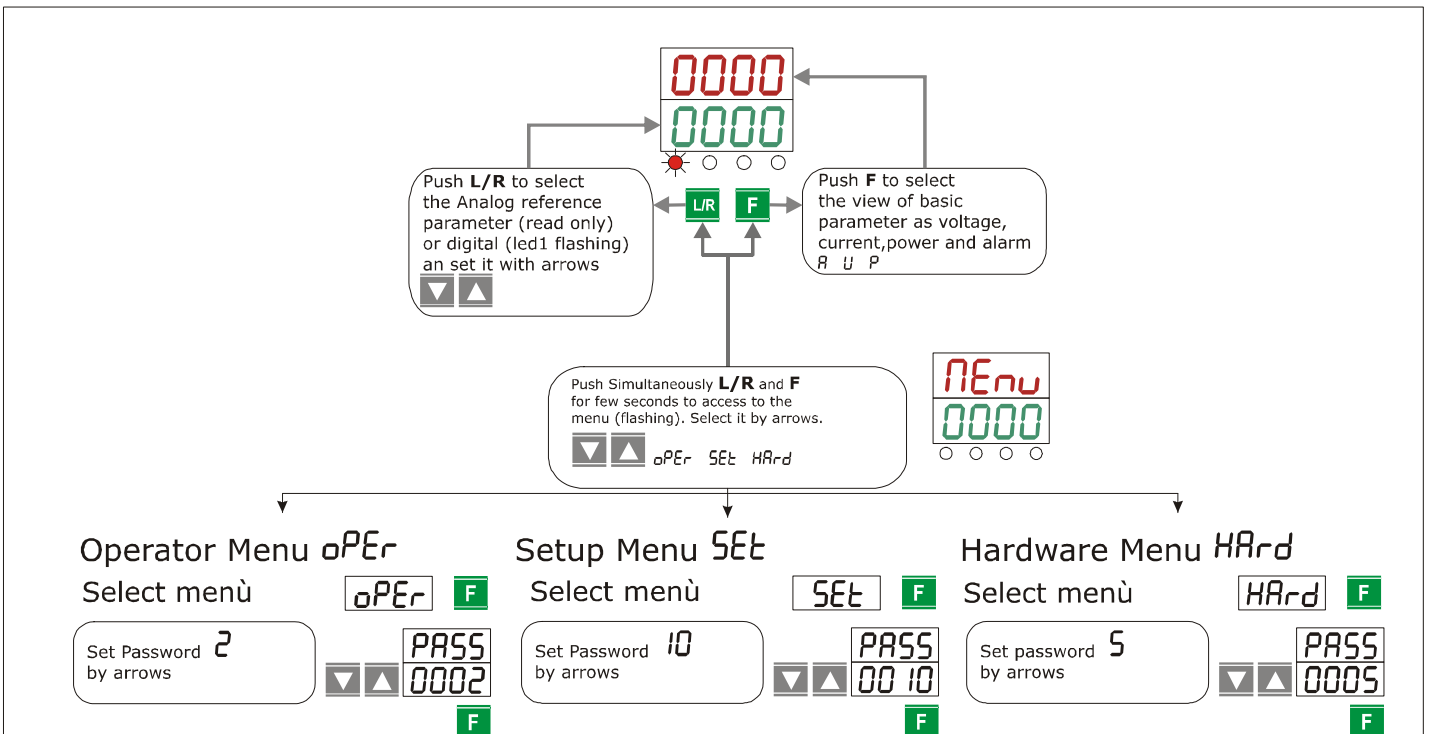 0000
0000
Push L/R to select
the Analog reference
parameter (read only)
or digital (led1 flashing)
an set it with arrows
L/R
F
Push F to select
the view of basic
parameter as voltage,
current,power and alarm
A U P
Push Simultaneously L/R and F
for few seconds to access to the
menu (flashing). Select it by arrows.
oPEr SEt HArd
MEnu
0000
Operator Menu oPEr
Select menù
oPEr
F
Set Password 2
by arrows
PASS
0002
F
Setup Menu SEt
Select menù
SEt
F
Set Password 10
by arrows
PASS
0010
F
Hardware Menu HArd
Select menù
HArd
F
Set password 5
by arrows
PASS
0005
F